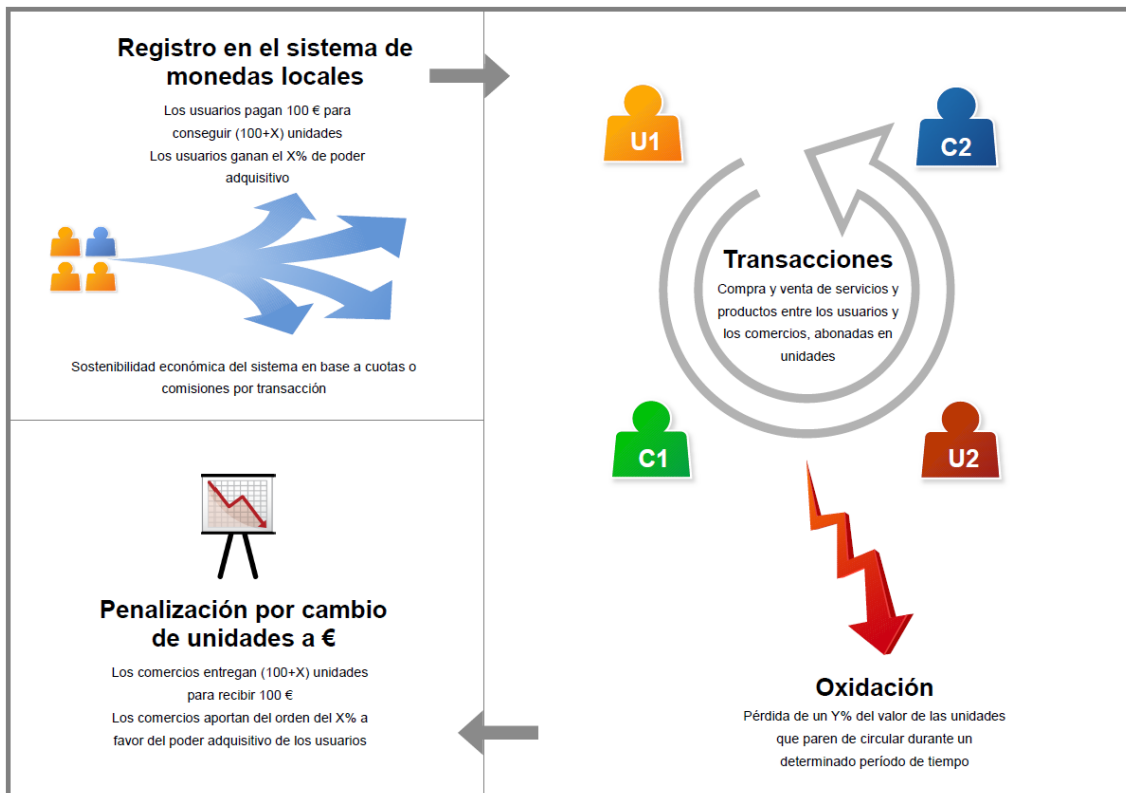 Registro en el sistema de
monedas locales
Los usuarios pagan 100 € para
conseguir (100+X) unidades
Los usuarios ganan el X% de poder
adquisitivo
Sostenibilidad económica del sistema en base a cuotas o
comisiones por transacción
U1
C2
Transacciones
Compra y venta de servicios y
productos entre los usuarios y
los comercios, abonadas en
unidades
C1
U2
Oxidación
Pérdida de un Y% del valor de las unidades
que paren de circular durante un
determinado período de tiempo
Penalización por cambio
de unidades a €
Los comercios entregan (100+X) unidades
para recibir 100 €
Los comercios aportan del orden del X% a
favor del poder adquisitivo de los usuarios